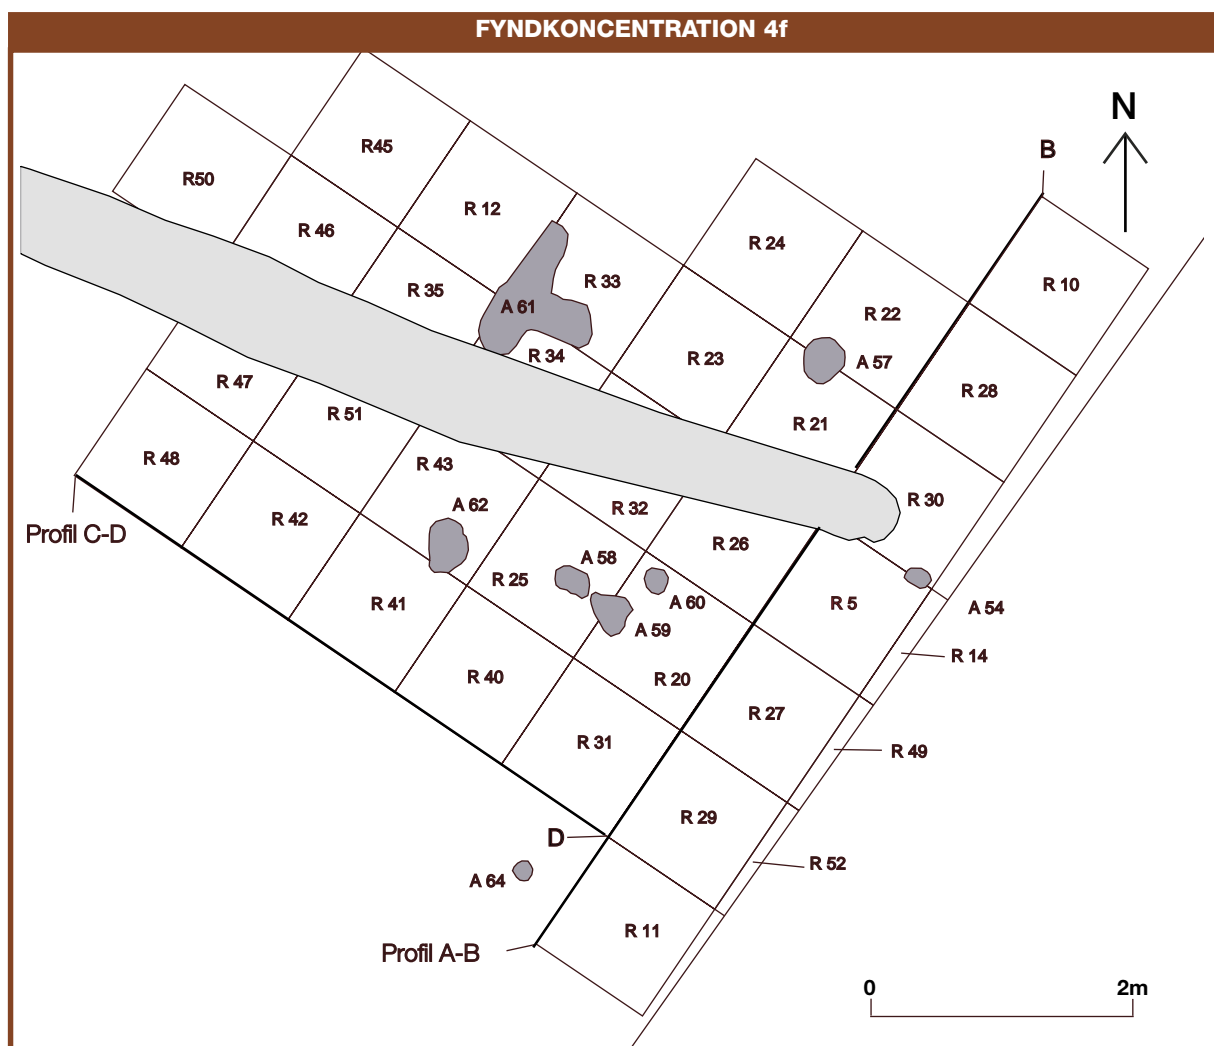 FYNDKONCENTRATION 4f
N
B
R45
R50
R 12
R 46
R 24
R 33
R 10
R 35
A 61
R 22
R 34
R 23
A 57
R 28
R 47
R 51
R 21
R 48
R 43
A 62
R 32
R 30
R 42
Profil C-D
R 26
A 58
R 25
R 41
A 60
R 5
A 54
A 59
R 14
R 40
R 20
R 27
R 31
R 49
R 29
D
R 52
A 64
R 11
Profil A-B
0
2m